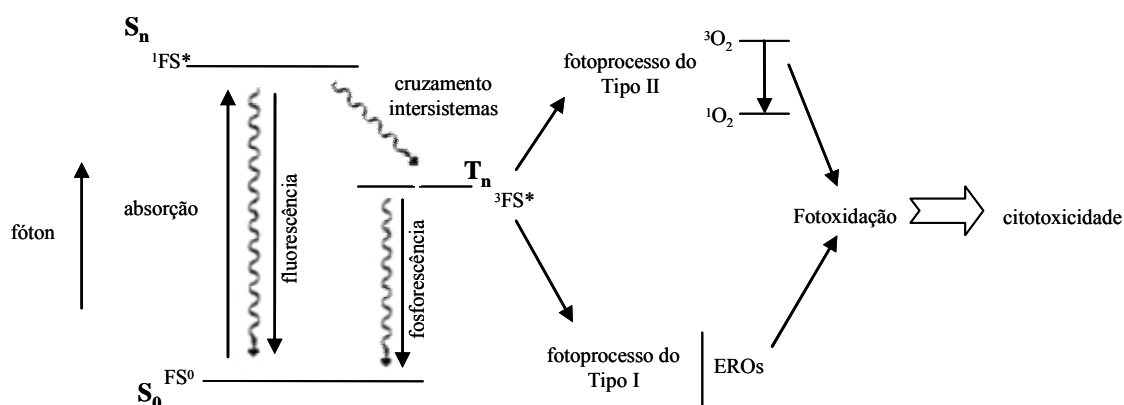 Sn
¹FS*
cruzamento
intersistemas
fóton
absorção
fluorescência
fosforescência
Tn
³FS*
FS⁰
S0
fotoprocesso do
Tipo II
³O₂
¹O₂
Fotoxidação
citotoxicidade
fotoprocesso do
Tipo I
EROs